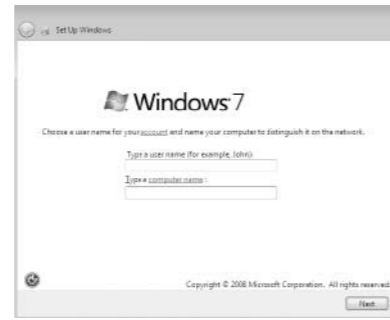 Set Up Windows
Windows 7
Choose a user name for your account and name your computer to distinguish it on the network.
Type a user name (for example, John):
Type a computer name :
Copyright © 2008 Microsoft Corporation. All rights reserved.
Next